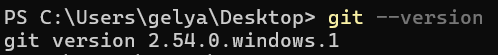 PS C:\Users\gelya\Desktop> git --version
git version 2.54.0.windows.1